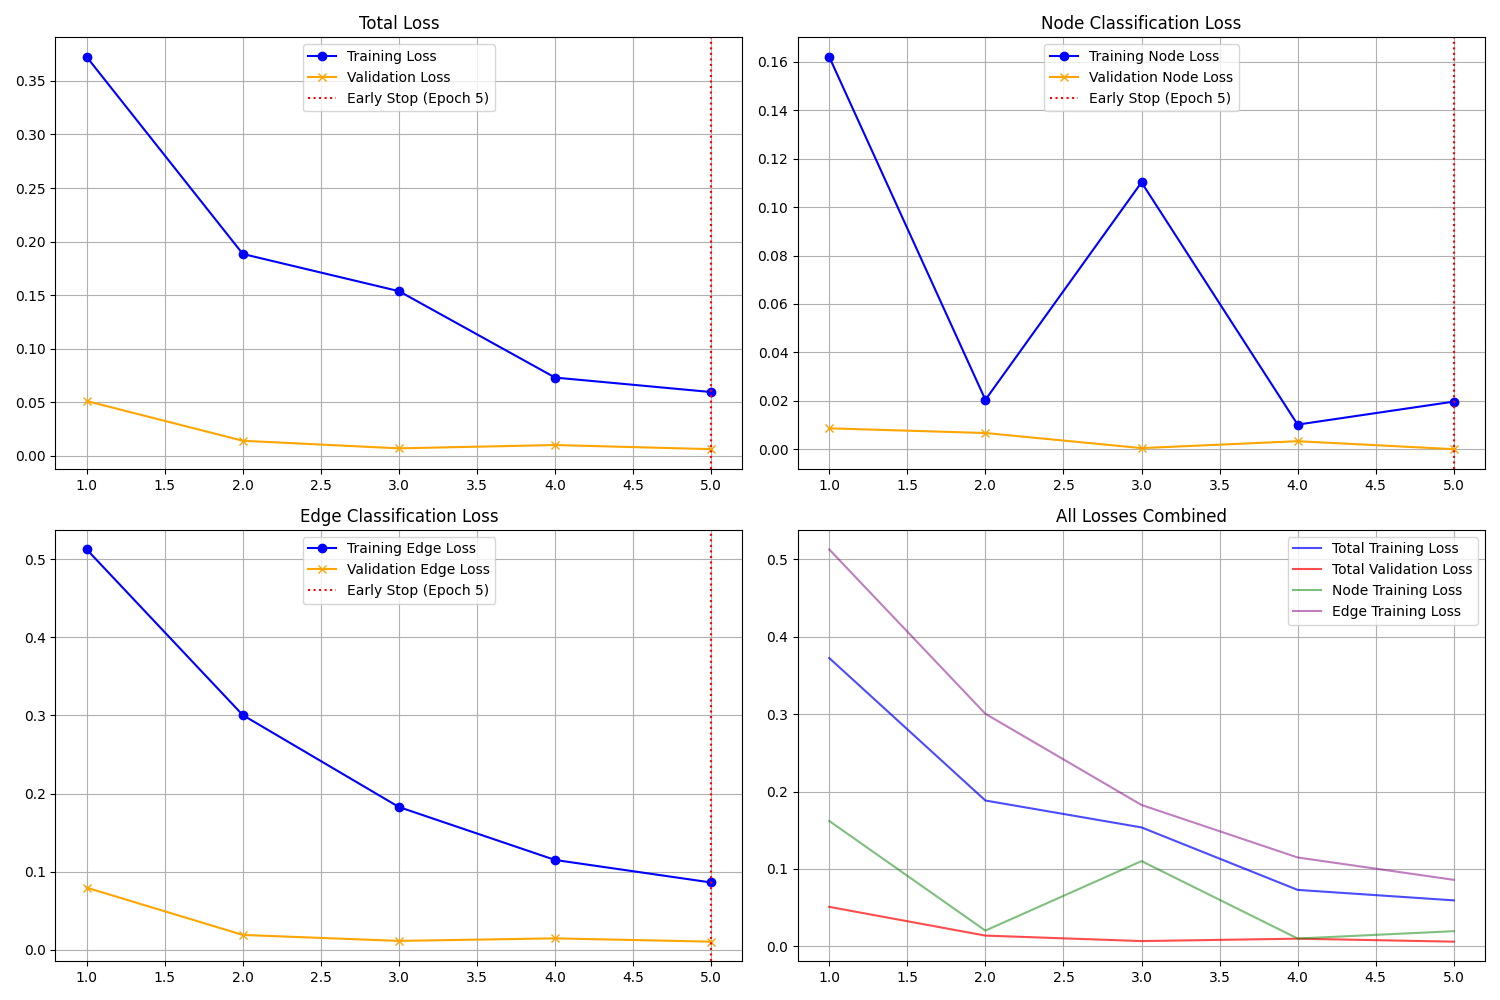 Total Loss
Training Loss
Validation Loss
Early Stop (Epoch 5)
0.35
0.30
0.25
0.20
0.15
0.10
0.05
0.00
1.0 1.5 2.0 2.5 3.0 3.5 4.0 4.5 5.0
Node Classification Loss
Training Node Loss
Validation Node Loss
Early Stop (Epoch 5)
0.16
0.14
0.12
0.10
0.08
0.06
0.04
0.02
0.00
1.0 1.5 2.0 2.5 3.0 3.5 4.0 4.5 5.0
Edge Classification Loss
Training Edge Loss
Validation Edge Loss
Early Stop (Epoch 5)
0.5
0.4
0.3
0.2
0.1
0.0
1.0 1.5 2.0 2.5 3.0 3.5 4.0 4.5 5.0
All Losses Combined
Total Training Loss
Total Validation Loss
Node Training Loss
Edge Training Loss
0.5
0.4
0.3
0.2
0.1
0.0
1.0 1.5 2.0 2.5 3.0 3.5 4.0 4.5 5.0